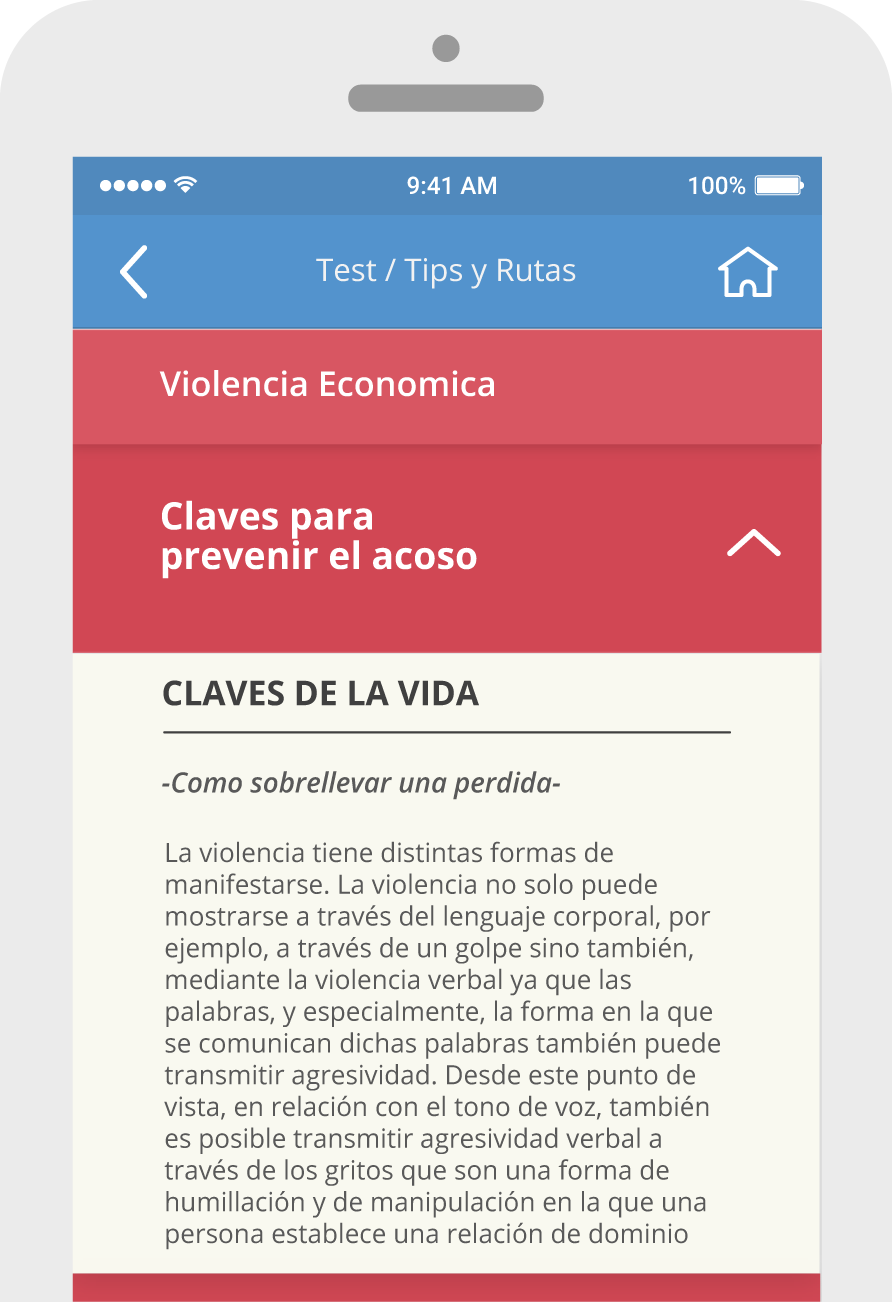 9:41 AM
100%
Test / Tips y Rutas
Violencia Economica
Claves para
prevenir el acoso
CLAVES DE LA VIDA
-Como sobrellevar una perdida-
La violencia tiene distintas formas de
manifestarse. La violencia no solo puede
mostrarse a través del lenguaje corporal, por
ejemplo, a través de un golpe sino también,
mediante la violencia verbal ya que las
palabras, y especialmente, la forma en la que
se comunican dichas palabras también puede
transmitir agresividad. Desde este punto de
vista, en relación con el tono de voz, también
es posible transmitir agresividad verbal a
través de los gritos que son una forma de
humillación y de manipulación en la que una
persona establece una relación de dominio